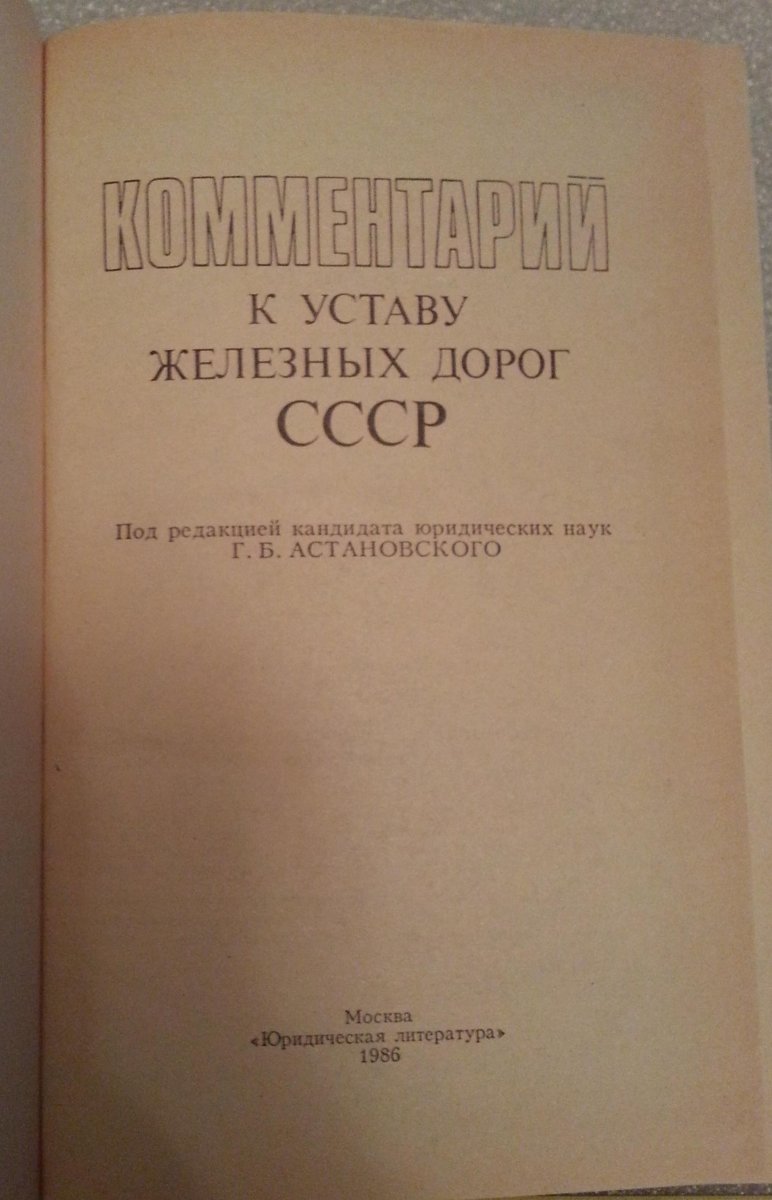 КОММЕНТАРИЙ
К УСТАВУ
ЖЕЛЕЗНЫХ ДОРОГ
СССР
Под редакцией кандидата юридических наук
Г. Б. АСТАНОВСКОГО
Москва
«Юридическая литература»
1986